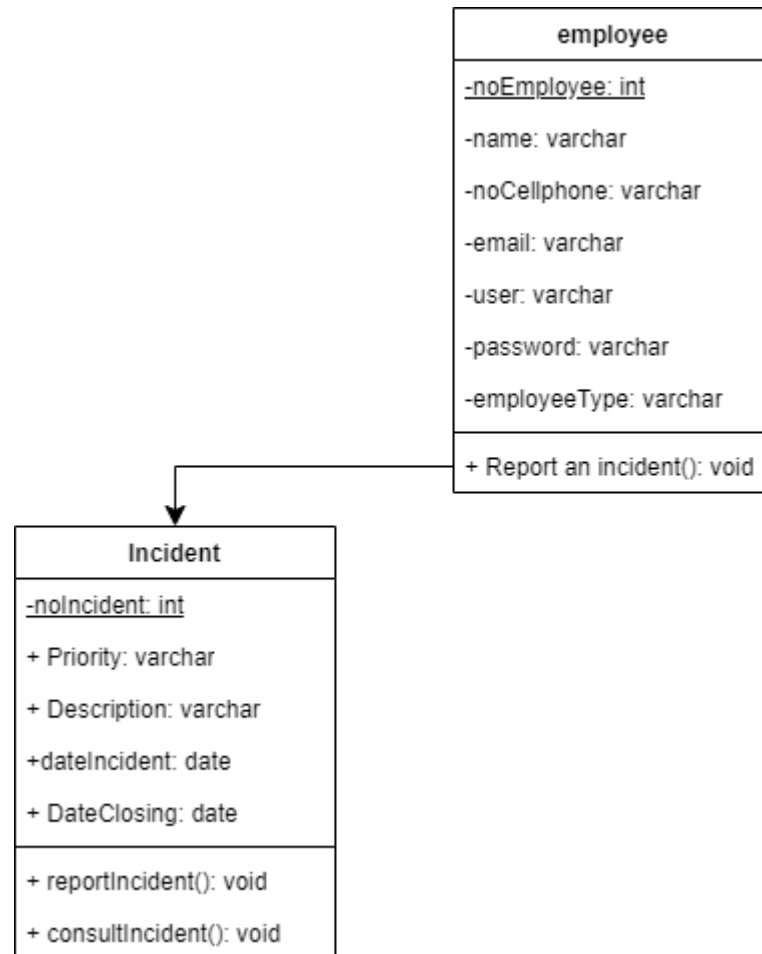 employee
-noEmployee: int
-name: varchar
-noCellphone: varchar
-email: varchar
-user: varchar
-password: varchar
-employeeType: varchar
+ Report an incident(): void
Incident
-noIncident: int
+ Priority: varchar
+ Description: varchar
+dateIncident: date
+ DateClosing: date
+ reportIncident(): void
+ consultIncident(): void